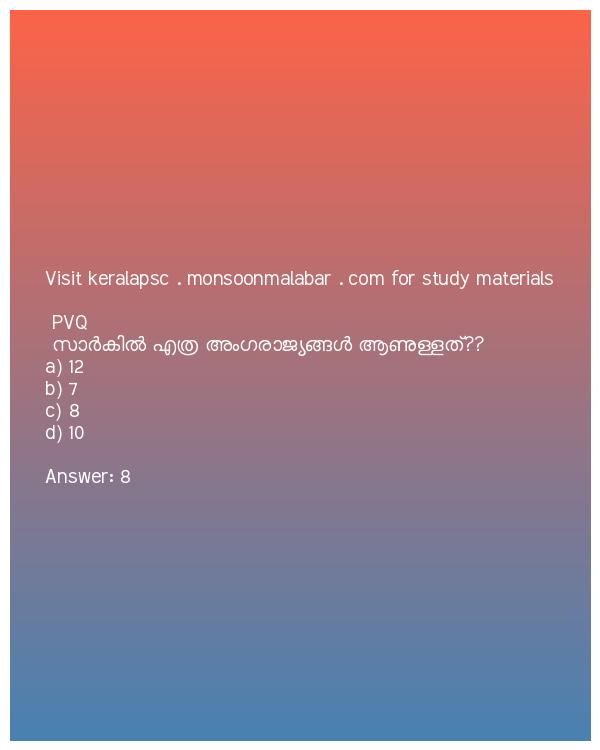 Visit keralapsc . monsoonmalabar . com for study materials
PVQ
സാർകിൽ എത്ര അംഗരാജ്യങ്ങൾ ആണുള്ളത്??
a) 12
b) 7
c) 8
d) 10
Answer: 8